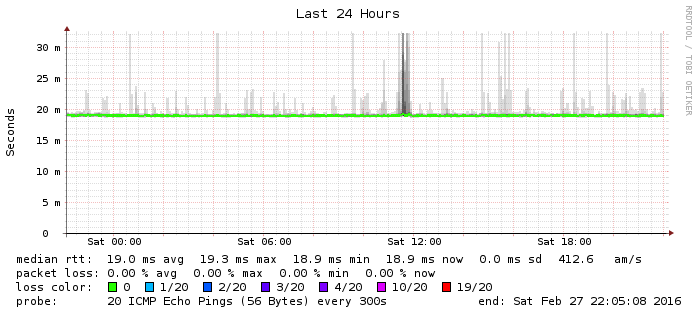 Last 24 Hours
RRDTOOL / TOBI OETIKER
Seconds
30 m
25 m
20 m
15 m
10 m
5 m
0
Sat 00:00 Sat 06:00 Sat 12:00 Sat 18:00
median rtt: 19.0 ms avg 19.3 ms max 18.9 ms min 18.9 ms now 0.0 ms sd 412.6 am/s
packet loss: 0.00 % avg 0.00 % max 0.00 % min 0.00 % now
loss color: 0 1/20 2/20 3/20 4/20 10/20 19/20
probe: 20 ICMP Echo Pings (56 Bytes) every 300s end: Sat Feb 27 22:05:08 2016